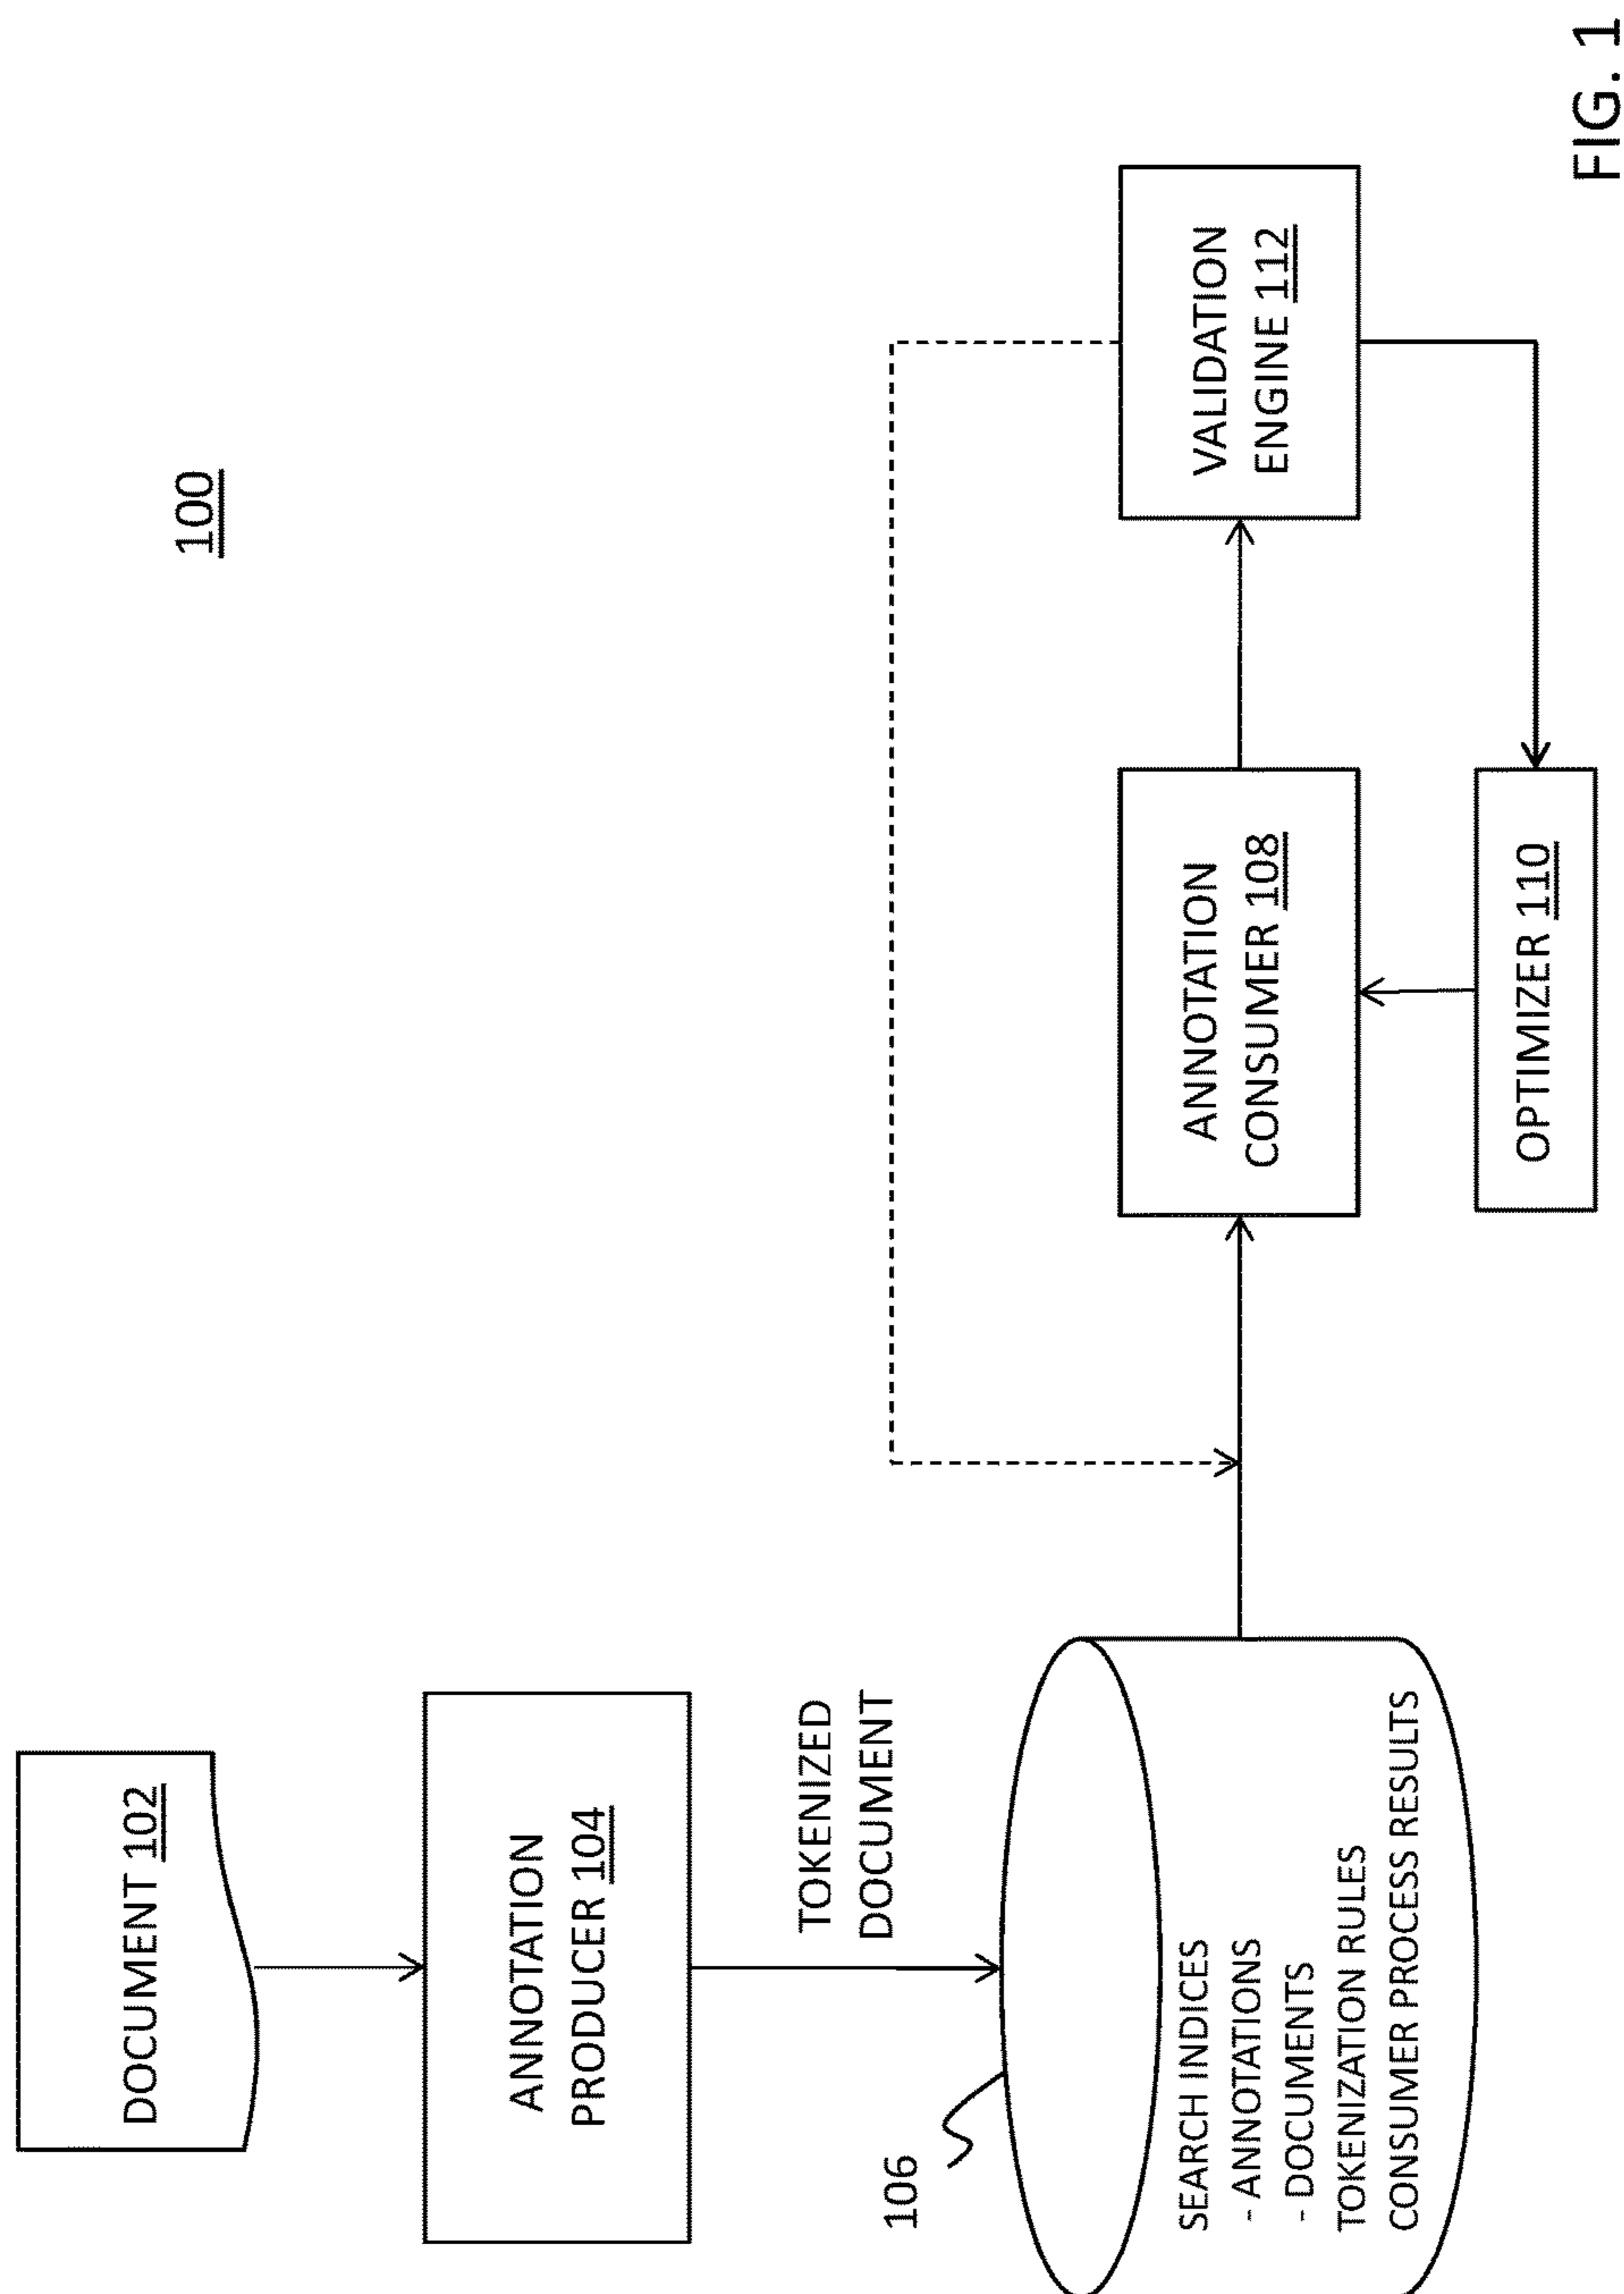 100
DOCUMENT 102
ANNOTATION
PRODUCER 104
TOKENIZED
DOCUMENT
106
SEARCH INDICES
- ANNOTATIONS
- DOCUMENTS
TOKENIZATION RULES
CONSUMER PROCESS RESULTS
ANNOTATION
CONSUMER 108
VALIDATION
ENGINE 112
OPTIMIZER 110
FIG. 1